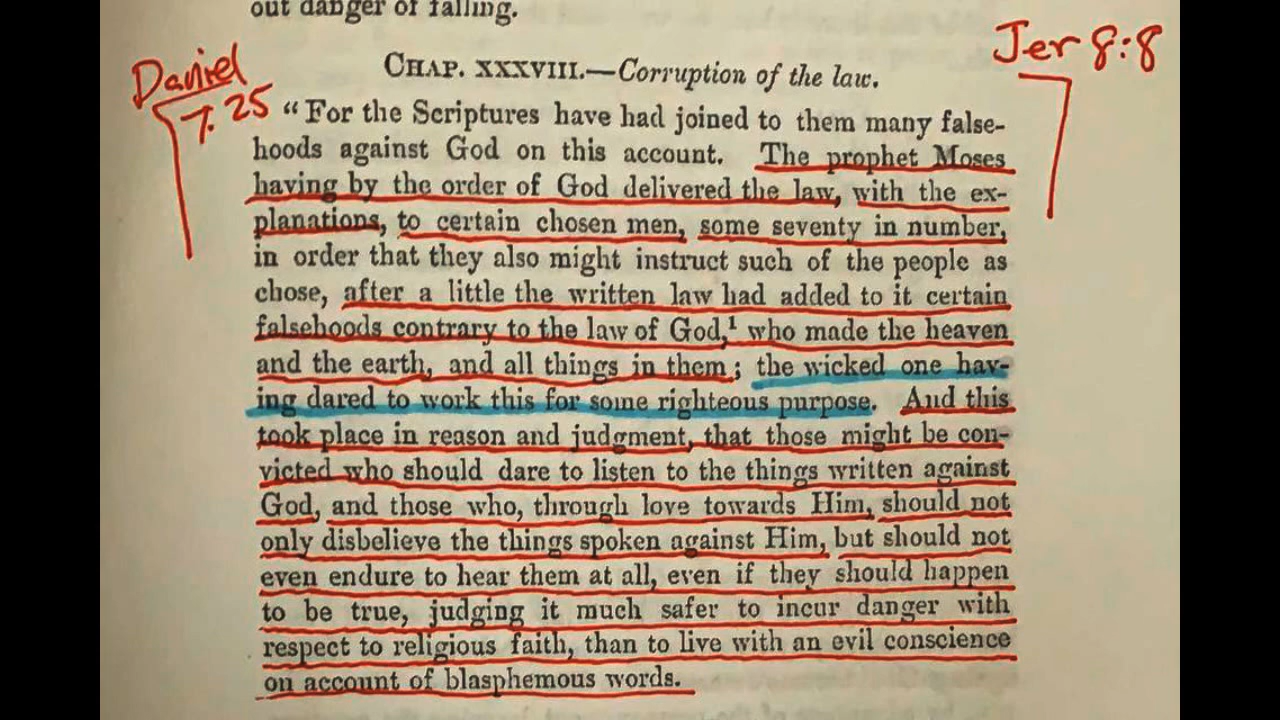 out danger of falling.
Daniel
7.25
Jer 8:8
CHAP. XXXVIII.—Corruption of the law.
“For the Scriptures have had joined to them many false-
hoods against God on this account. The prophet Moses
having by the order of God delivered the law, with the ex-
planations, to certain chosen men, some seventy in number,
in order that they also might instruct such of the people as
chose, after a little the written law had added to it certain
falsehoods contrary to the law of God,¹ who made the heaven
and the earth, and all things in them; the wicked one hav-
ing dared to work this for some righteous purpose. And this
took place in reason and judgment, that those might be con-
victed who should dare to listen to the things written against
God, and those who, through love towards Him, should not
only disbelieve the things spoken against Him, but should not
even endure to hear them at all, even if they should happen
to be true, judging it much safer to incur danger with
respect to religious faith, than to live with an evil conscience
on account of blasphemous words.